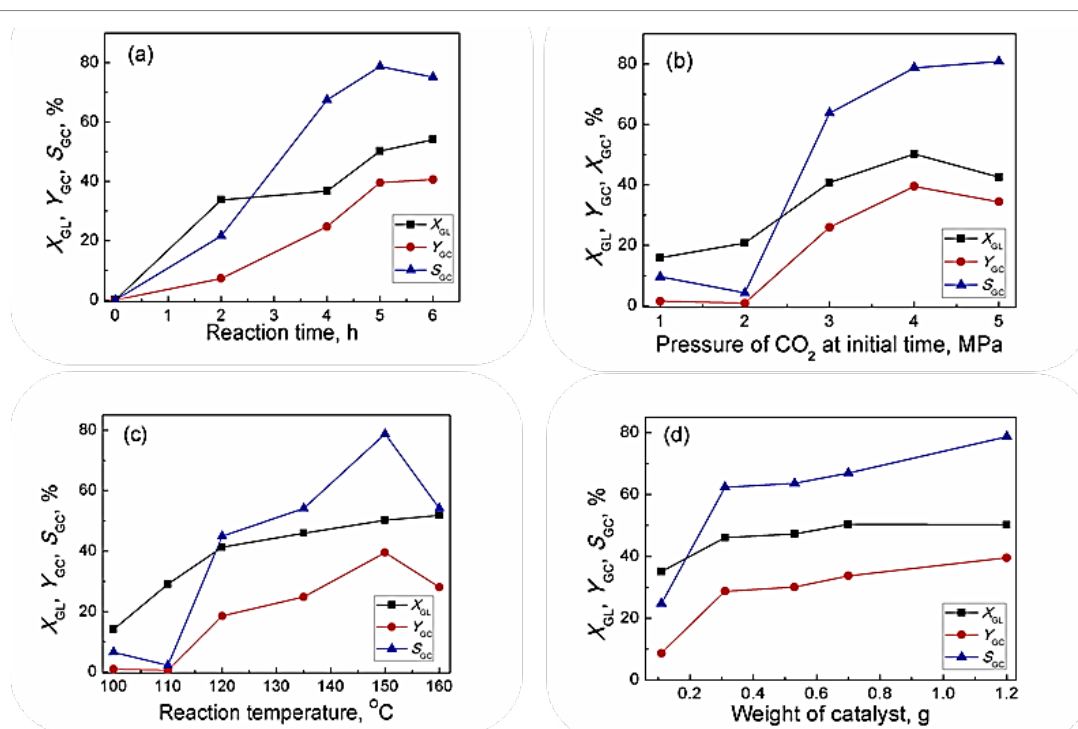 (a)
X_GL, Y_GC, S_GC, %
80
60
40
20
0
0 1 2 3 4 5 6
Reaction time, h
X_GL
Y_GC
S_GC
(b)
X_GL, Y_GC, X_GC, %
80
60
40
20
0
1 2 3 4 5
Pressure of CO₂ at initial time, MPa
X_GL
Y_GC
S_GC
(c)
X_GL, Y_GC, S_GC, %
80
60
40
20
0
100 110 120 130 140 150 160
Reaction temperature, °C
X_GL
Y_GC
S_GC
(d)
X_GL, Y_GC, S_GC, %
80
60
40
20
0
0.2 0.4 0.6 0.8 1.0 1.2
Weight of catalyst, g
X_GL
Y_GC
S_GC